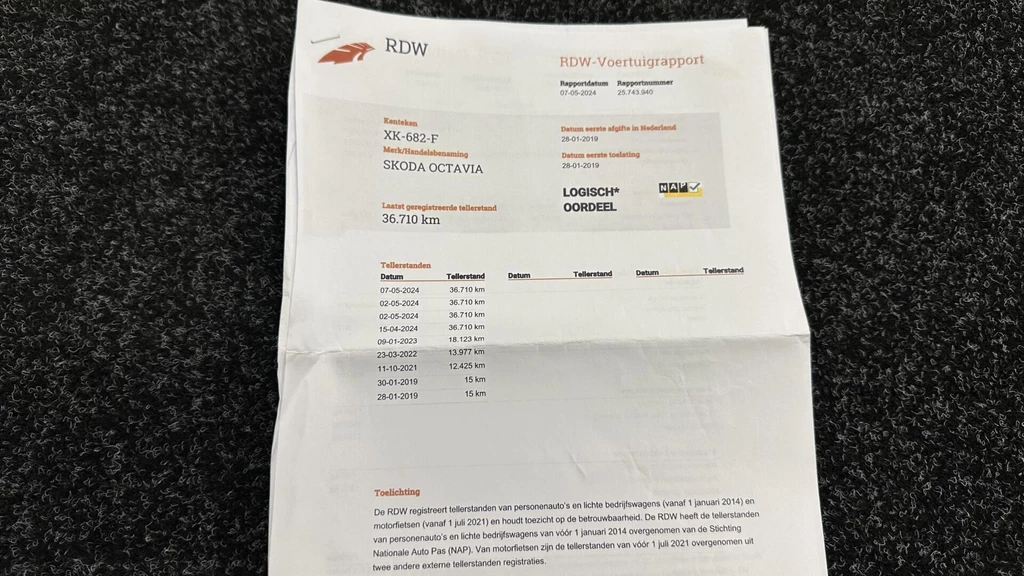 RDW
RDW-Voertuigrapport
Rapportdatum Rapportnummer
07-05-2024 25.743.940
Kenteken
XK-682-F
Merk/Handelsbenaming
SKODA OCTAVIA
Laatst geregistreerde tellerstand
36.710 km
Datum eerste afgifte in Nederland
28-01-2019
Datum eerste toelating
28-01-2019
LOGISCH*
OORDEEL
NAP
Tellerstanden
Datum Tellerstand Datum Tellerstand Datum Tellerstand
07-05-2024 36.710 km
02-05-2024 36.710 km
02-05-2024 36.710 km
15-04-2024 36.710 km
09-01-2023 18.123 km
23-03-2022 13.977 km
11-10-2021 12.425 km
30-01-2019 15 km
28-01-2019 15 km
Toelichting
De RDW registreert tellerstanden van personenauto's en lichte bedrijfswagens (vanaf 1 januari 2014) en
motorfietsen (vanaf 1 juli 2021) en houdt toezicht op de betrouwbaarheid. De RDW heeft de tellerstanden
van personenauto's en lichte bedrijfswagens van vóór 1 januari 2014 overgenomen van de Stichting
Nationale Auto Pas (NAP). Van motorfietsen zijn de tellerstanden van vóór 1 juli 2021 overgenomen uit
twee andere externe tellerstanden registraties.